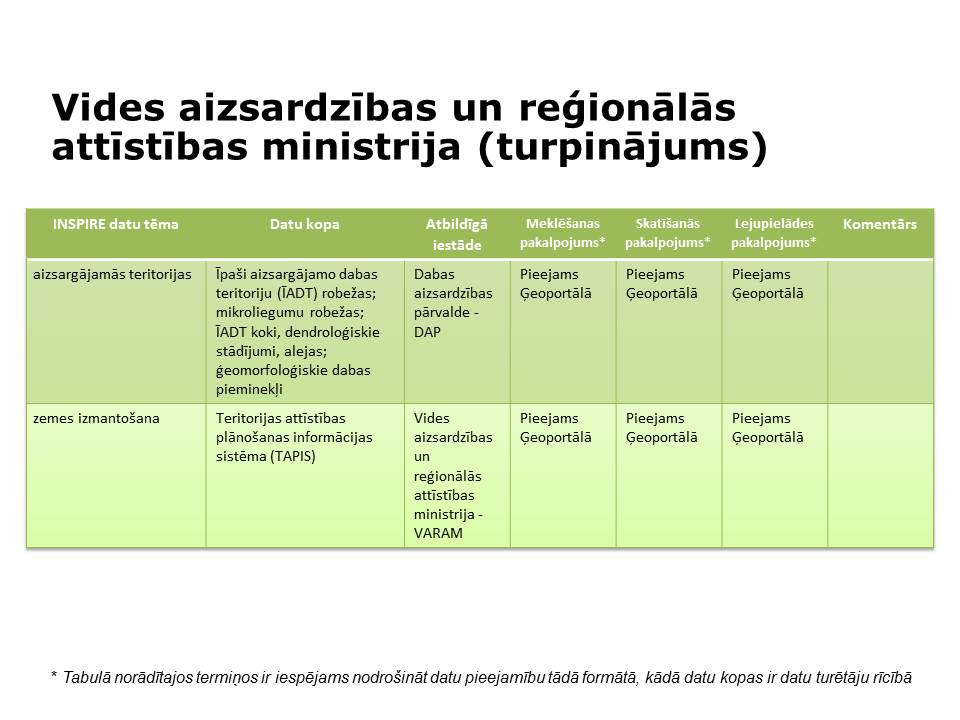 Vides aizsardzības un reģionālās
attīstības ministrija (turpinājums)
INSPIRE datu tēma
Datu kopa
Atbildīgā
iestāde
Meklēšanas
pakalpojums*
Skatīšanās
pakalpojums*
Lejupielādes
pakalpojums*
Komentārs
aizsargājamās teritorijas
Īpaši aizsargājamo dabas
teritoriju (ĪADT) robežas;
mikroliegumu robežas;
ĪADT koki, dendroloģiskie
stādījumi, alejas;
ģeomorfoloģiskie dabas
pieminekļi
Dabas
aizsardzības
pārvalde -
DAP
Pieejams
Ģeoportālā
Pieejams
Ģeoportālā
Pieejams
Ģeoportālā
zemes izmantošana
Teritorijas attīstības
plānošanas informācijas
sistēma (TAPIS)
Vides
aizsardzības
un
reģionālās
attīstības
ministrija -
VARAM
Pieejams
Ģeoportālā
Pieejams
Ģeoportālā
Pieejams
Ģeoportālā
* Tabulā norādītajos termiņos ir iespējams nodrošināt datu pieejamību tādā formātā, kādā datu kopas ir datu turētāju rīcībā